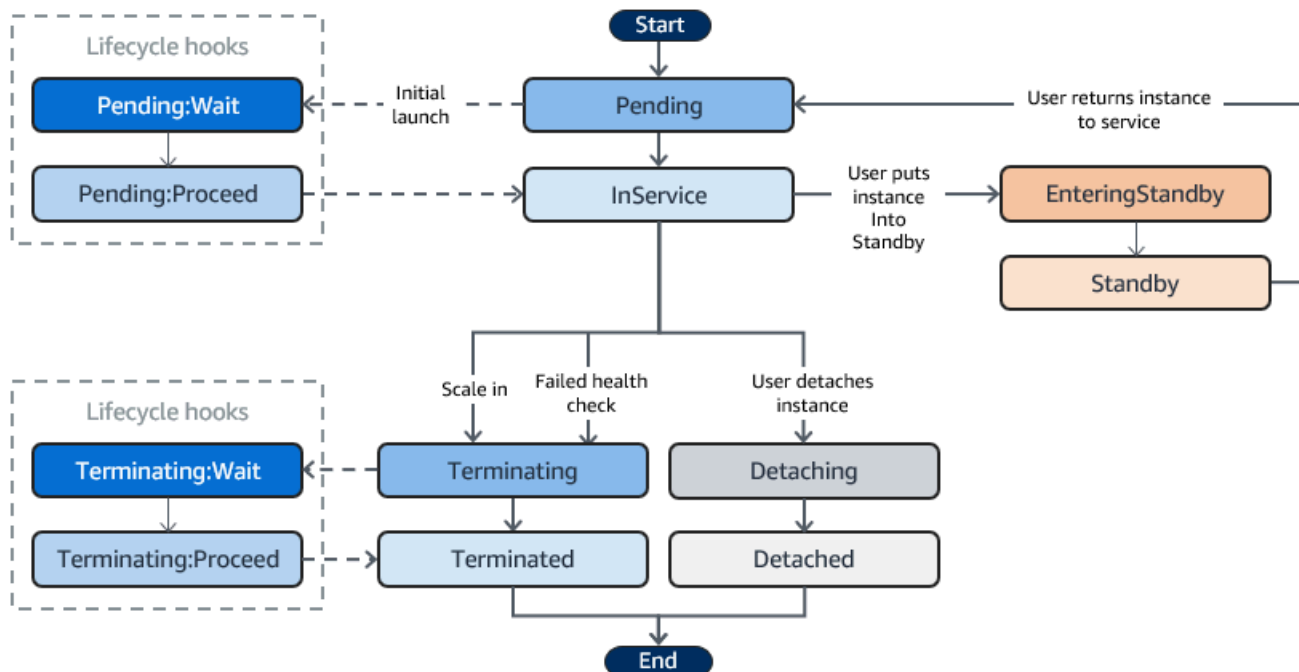 Start
Lifecycle hooks
Pending:Wait
Initial
launch
Pending
User returns instance
to service
Pending:Proceed
InService
User puts
instance
Into
Standby
EnteringStandby
Standby
Scale in
Failed health
check
User detaches
instance
Lifecycle hooks
Terminating:Wait
Terminating
Detaching
Terminating:Proceed
Terminated
Detached
End